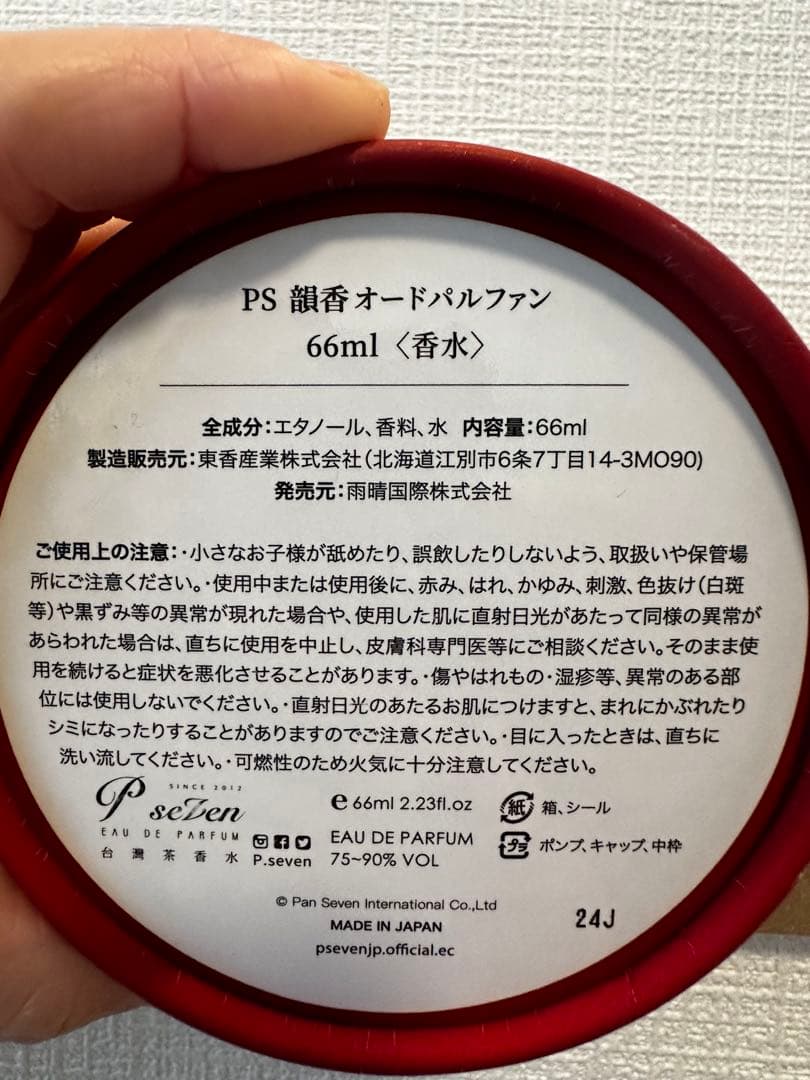 PS 韻香オードパルファン
66ml〈香水〉
全成分：エタノール、香料、水 内容量：66ml
製造販売元：東香産業株式会社（北海道江別市6条7丁目14-3MO90）
発売元：雨晴国際株式会社
ご使用上の注意：・小さなお子様が舐めたり、誤飲したりしないよう、取扱いや保管場
所にご注意ください。・使用中または使用後に、赤み、はれ、かゆみ、刺激、色抜け（白斑
等）や黒ずみ等の異常が現れた場合や、使用した肌に直射日光があたって同様の異常が
あらわれた場合は、直ちに使用を中止し、皮膚科専門医等にご相談ください。そのまま使
用を続けると症状を悪化させることがあります。・傷やはれもの・湿疹等、異常のある部
位には使用しないでください。・直射日光のあたるお肌につけますと、まれにかぶれたり
シミになったりすることがありますのでご注意ください。・目に入ったときは、直ちに
洗い流してください。・可燃性のため火気に十分注意してください。
SINCE 2012
P seven
EAU DE PARFUM
台灣茶香水
P.seven
e 66ml 2.23fl.oz
EAU DE PARFUM
75~90% VOL
紙 箱、シール
プラ ポンプ、キャップ、中枠
© Pan Seven International Co.,Ltd
MADE IN JAPAN
psevenjp.official.ec
24J